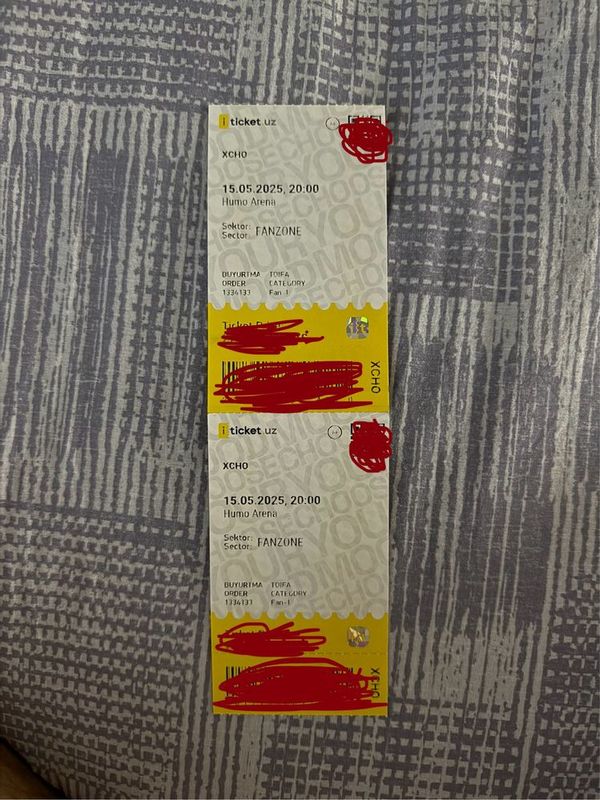 iticket.uz
XCHO
15.05.2025, 20:00
Humo Arena
Sektor:
Sector: FANZONE
BUYURTMA TOIFA
ORDER CATEGORY
1334133 Fan-1
XCHO
iticket.uz
XCHO
15.05.2025, 20:00
Humo Arena
Sektor:
Sector: FANZONE
BUYURTMA TOIFA
ORDER CATEGORY
1334133 Fan-1
XCHO